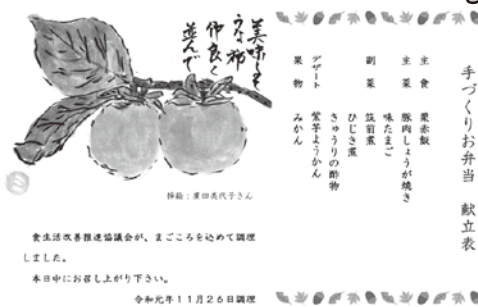 手づくりお弁当　献立表
主食　栗赤飯
主菜　豚肉しょうが焼き
味たまご
副菜　筑前煮
ひじき煮
きゅうりの酢物
デザート　紫芋ようかん
果物　みかん
美味しそ
うな柿
仲良く
並んで
挿絵：廣田美代子さん
食生活改善推進協議会が、まごころを込めて調理
しました。
本日中にお召し上がり下さい。
令和元年11月26日調理